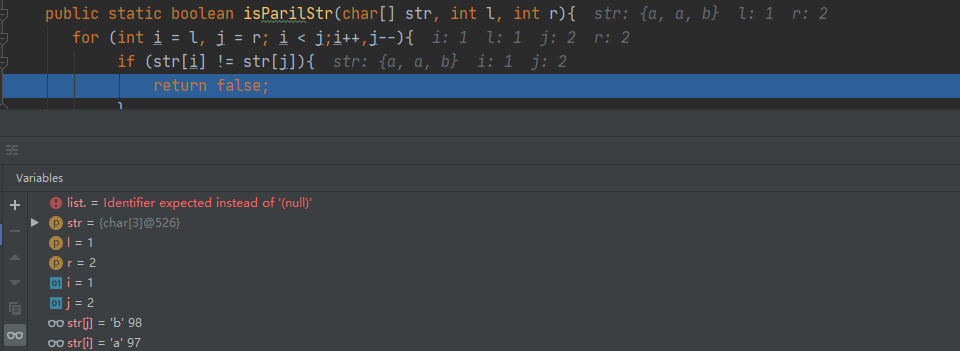 public static boolean isParilStr(char[] str, int l, int r){ str: {a, a, b} l: 1 r: 2
for (int i = l, j = r; i < j;i++,j--){ i: 1 l: 1 j: 2 r: 2
if (str[i] != str[j]){ str: {a, a, b} i: 1 j: 2
return false;
}
Variables
list. = Identifier expected instead of '(null)'
str = {char[3]@526}
l = 1
r = 2
i = 1
j = 2
str[j] = 'b' 98
str[i] = 'a' 97